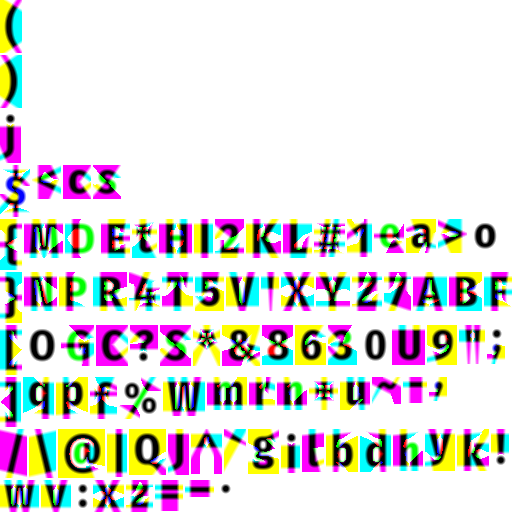 (
)
j
$ < c s
{ M D E t H I 2 K L # 1 e a > o
} N P R 4 T 5 V ' X Y Z 7 A B F
[ O G C ? S * & 8 6 3 0 U 9 " ;
] q p f % W m r n + u ~ - ,
/ \ @ | Q J ^ ` g i l b d h y k !
w v : x z = _ .